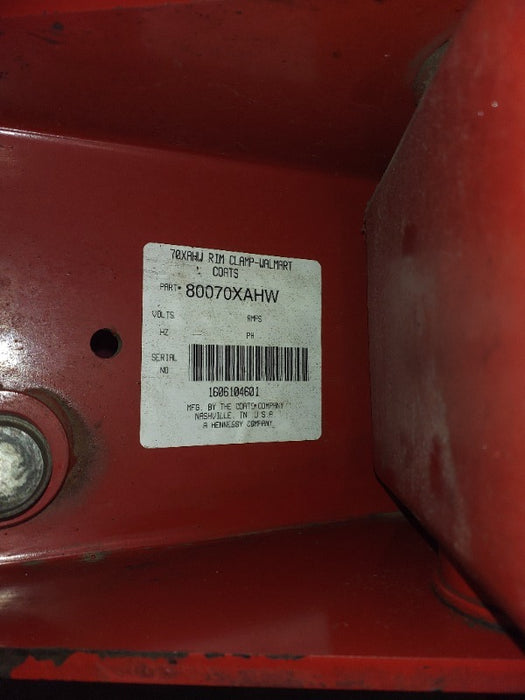 70XAHW RIM CLAMP-WALMART
COATS
PART• 80070XAHW
VOLTS AMPS
HZ PH
SERIAL
NO
1606104601
MFG. BY THE COATS COMPANY
NASHVILLE, TN U.S.A
A HENNESSY COMPANY